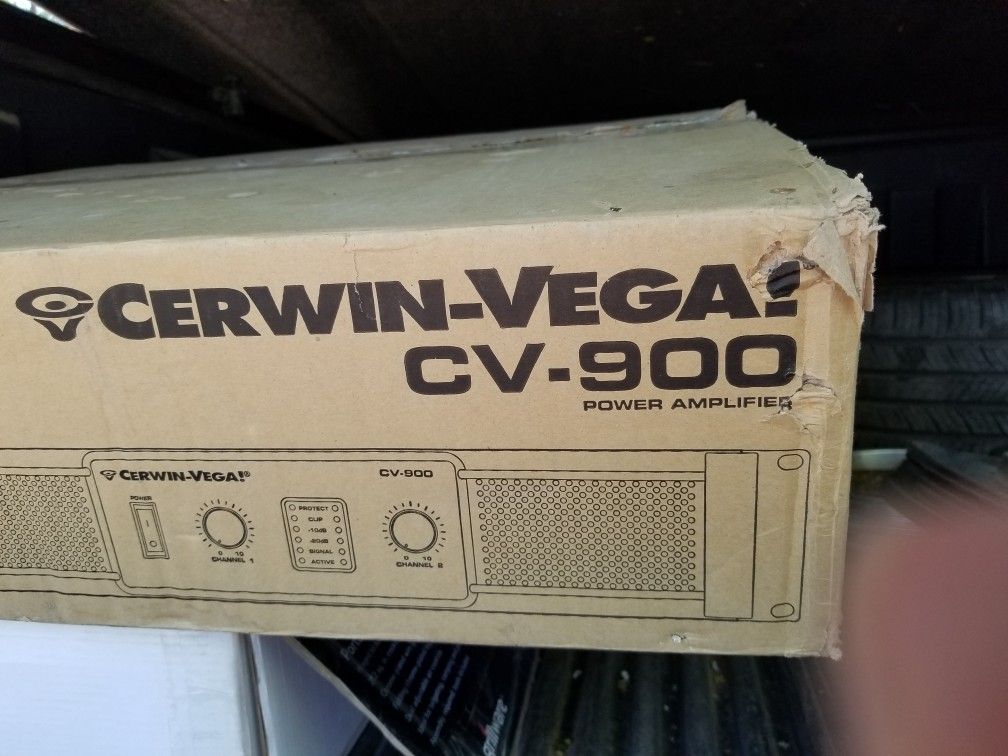 CERWIN-VEGA!
CV-900
POWER AMPLIFIER
CERWIN-VEGA!® CV-900
POWER
PROTECT
CLIP
-10dB
-20dB
SIGNAL
ACTIVE
0 10
CHANNEL 1
0 10
CHANNEL 2